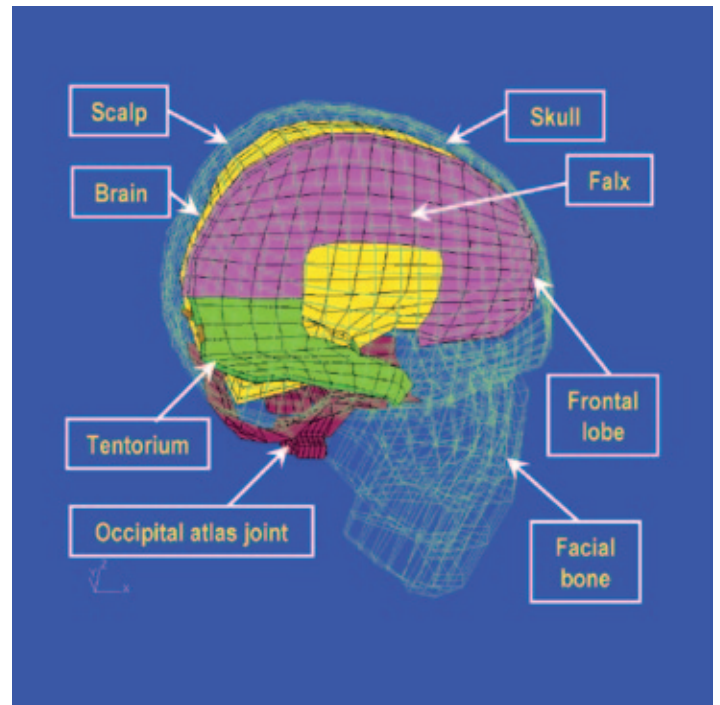 Scalp
Skull
Brain
Falx
Frontal
lobe
Tentorium
Occipital atlas joint
Facial
bone
Z
Y
X